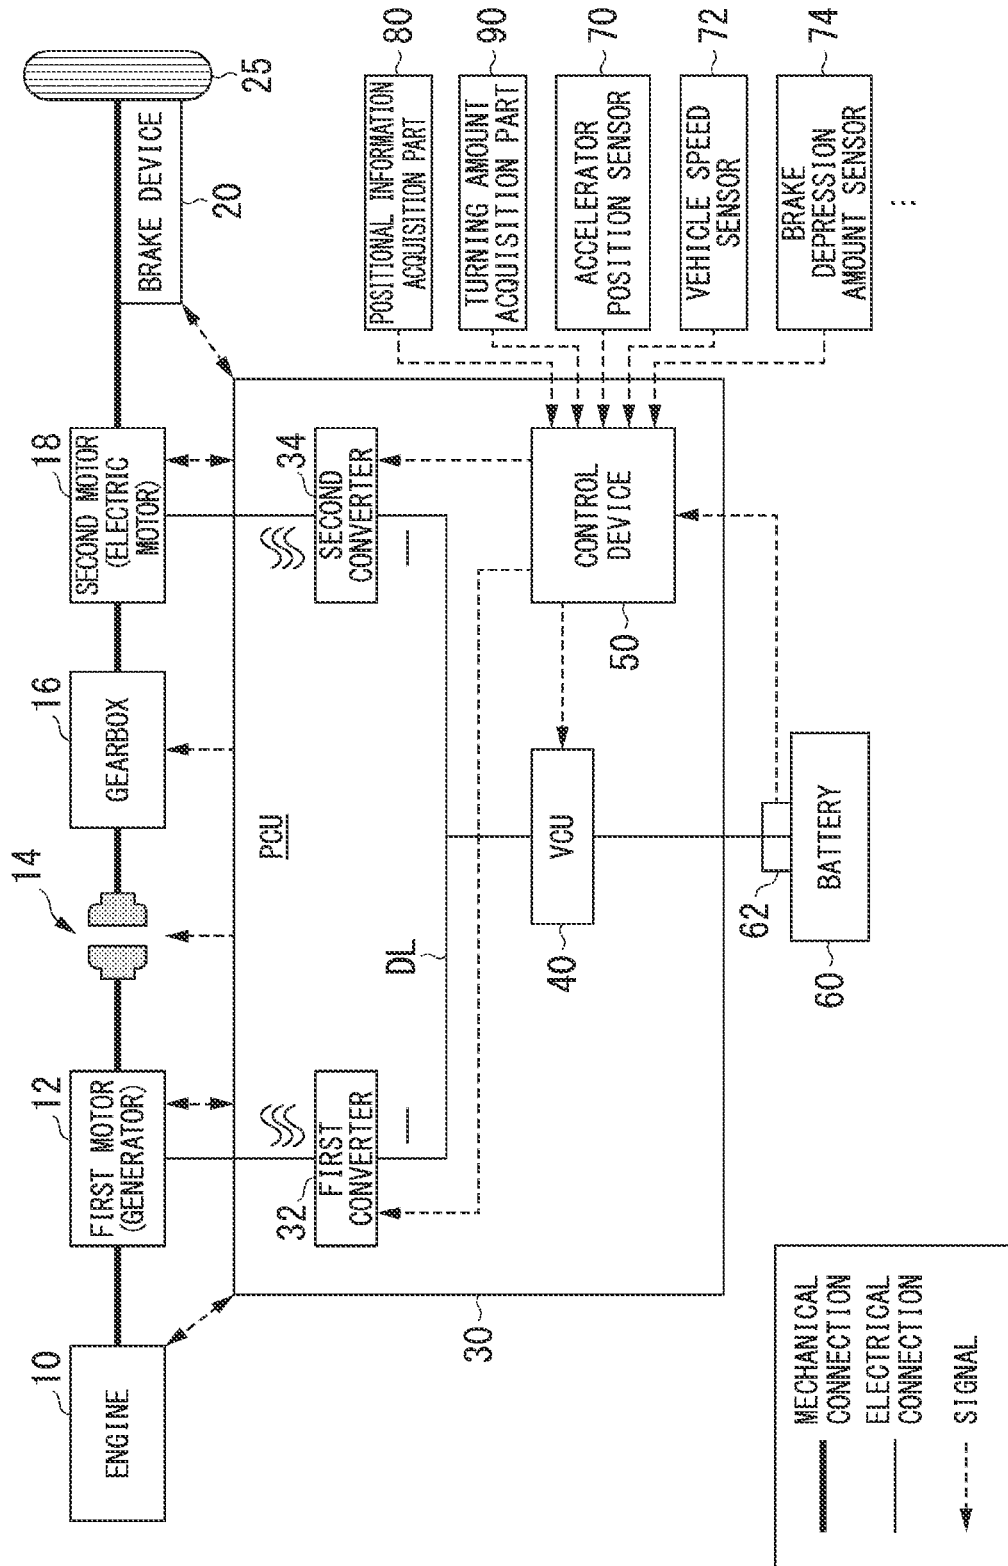 10
ENGINE
12
FIRST MOTOR
(GENERATOR)
14
16
GEARBOX
18
SECOND MOTOR
(ELECTRIC
MOTOR)
BRAKE DEVICE
20
25
30
PCU
32
FIRST
CONVERTER
34
SECOND
CONVERTER
DL
VCU
40
CONTROL
DEVICE
50
62
BATTERY
60
80
POSITIONAL INFORMATION
ACQUISITION PART
90
TURNING AMOUNT
ACQUISITION PART
70
ACCELERATOR
POSITION SENSOR
72
VEHICLE SPEED
SENSOR
74
BRAKE
DEPRESSION
AMOUNT SENSOR
...
MECHANICAL
CONNECTION
ELECTRICAL
CONNECTION
SIGNAL